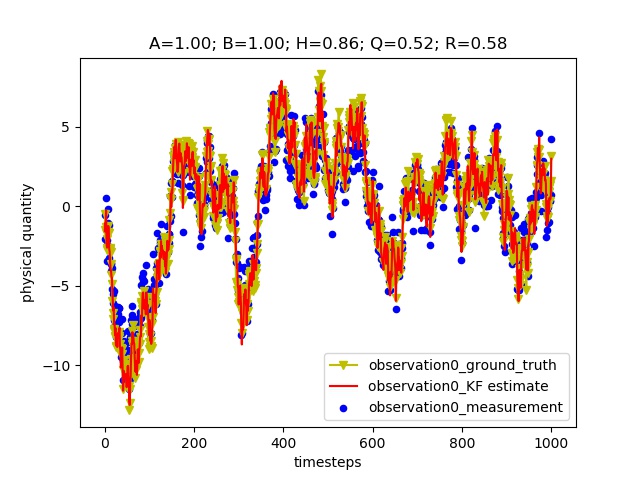 A=1.00; B=1.00; H=0.86; Q=0.52; R=0.58
physical quantity
5
0
−5
−10
0 200 400 600 800 1000
timesteps
observation0_ground_truth
observation0_KF estimate
observation0_measurement